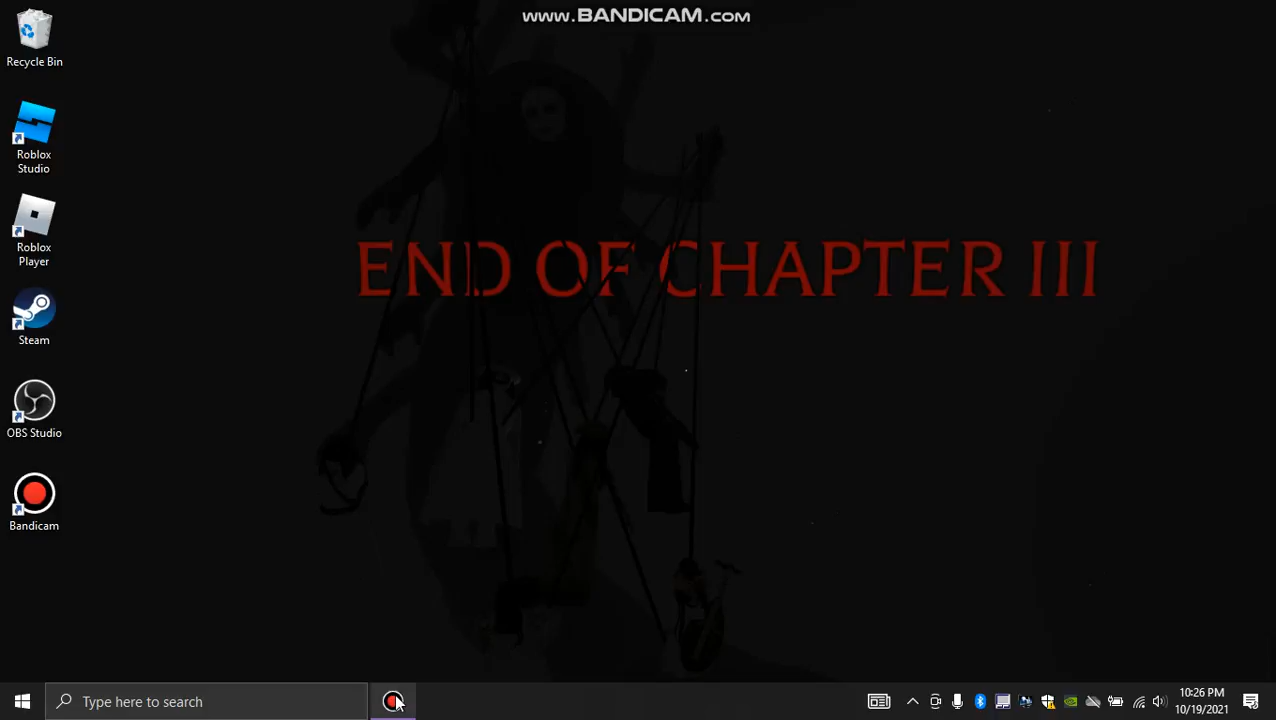 www.BANDICAM.com
Recycle Bin
Roblox
Studio
Roblox
Player
END OF CHAPTER III
Steam
OBS Studio
Bandicam
Type here to search
10:26 PM
10/19/2021